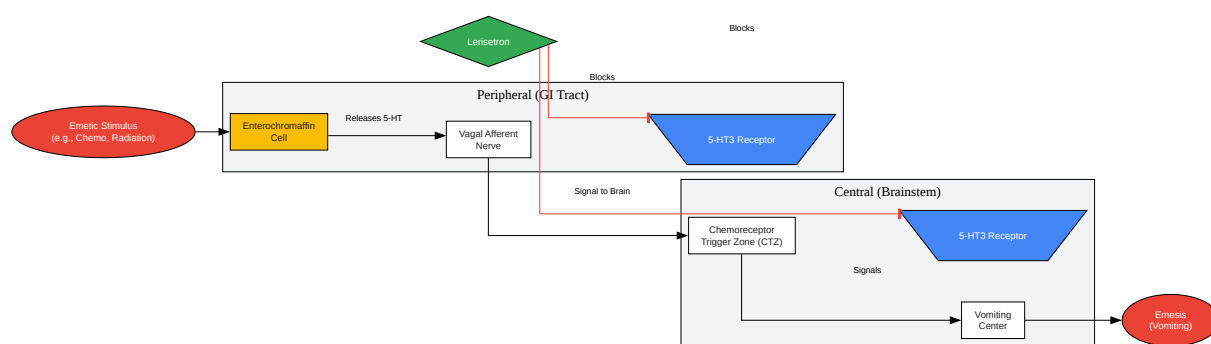 Blocks
Lerisetron
Blocks
Peripheral (GI Tract)
Emetic Stimulus
(e.g., Chemo, Radiation)
Enterochromaffin
Cell
Releases 5-HT
Vagal Afferent
Nerve
5-HT3 Receptor
Signal to Brain
Central (Brainstem)
Chemoreceptor
Trigger Zone (CTZ)
5-HT3 Receptor
Signals
Vomiting
Center
Emesis
(Vomiting)